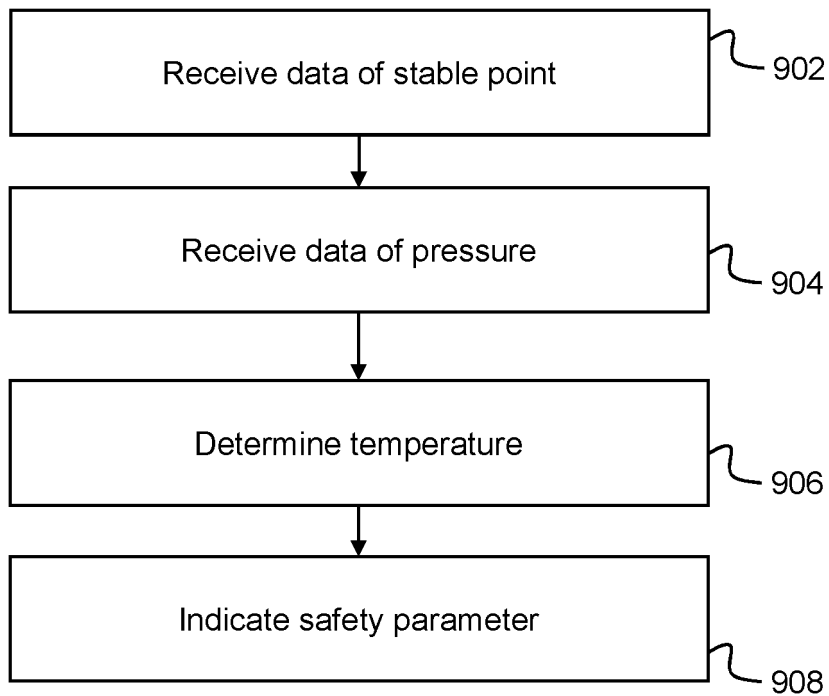 Receive data of stable point
902
Receive data of pressure
904
Determine temperature
906
Indicate safety parameter
908